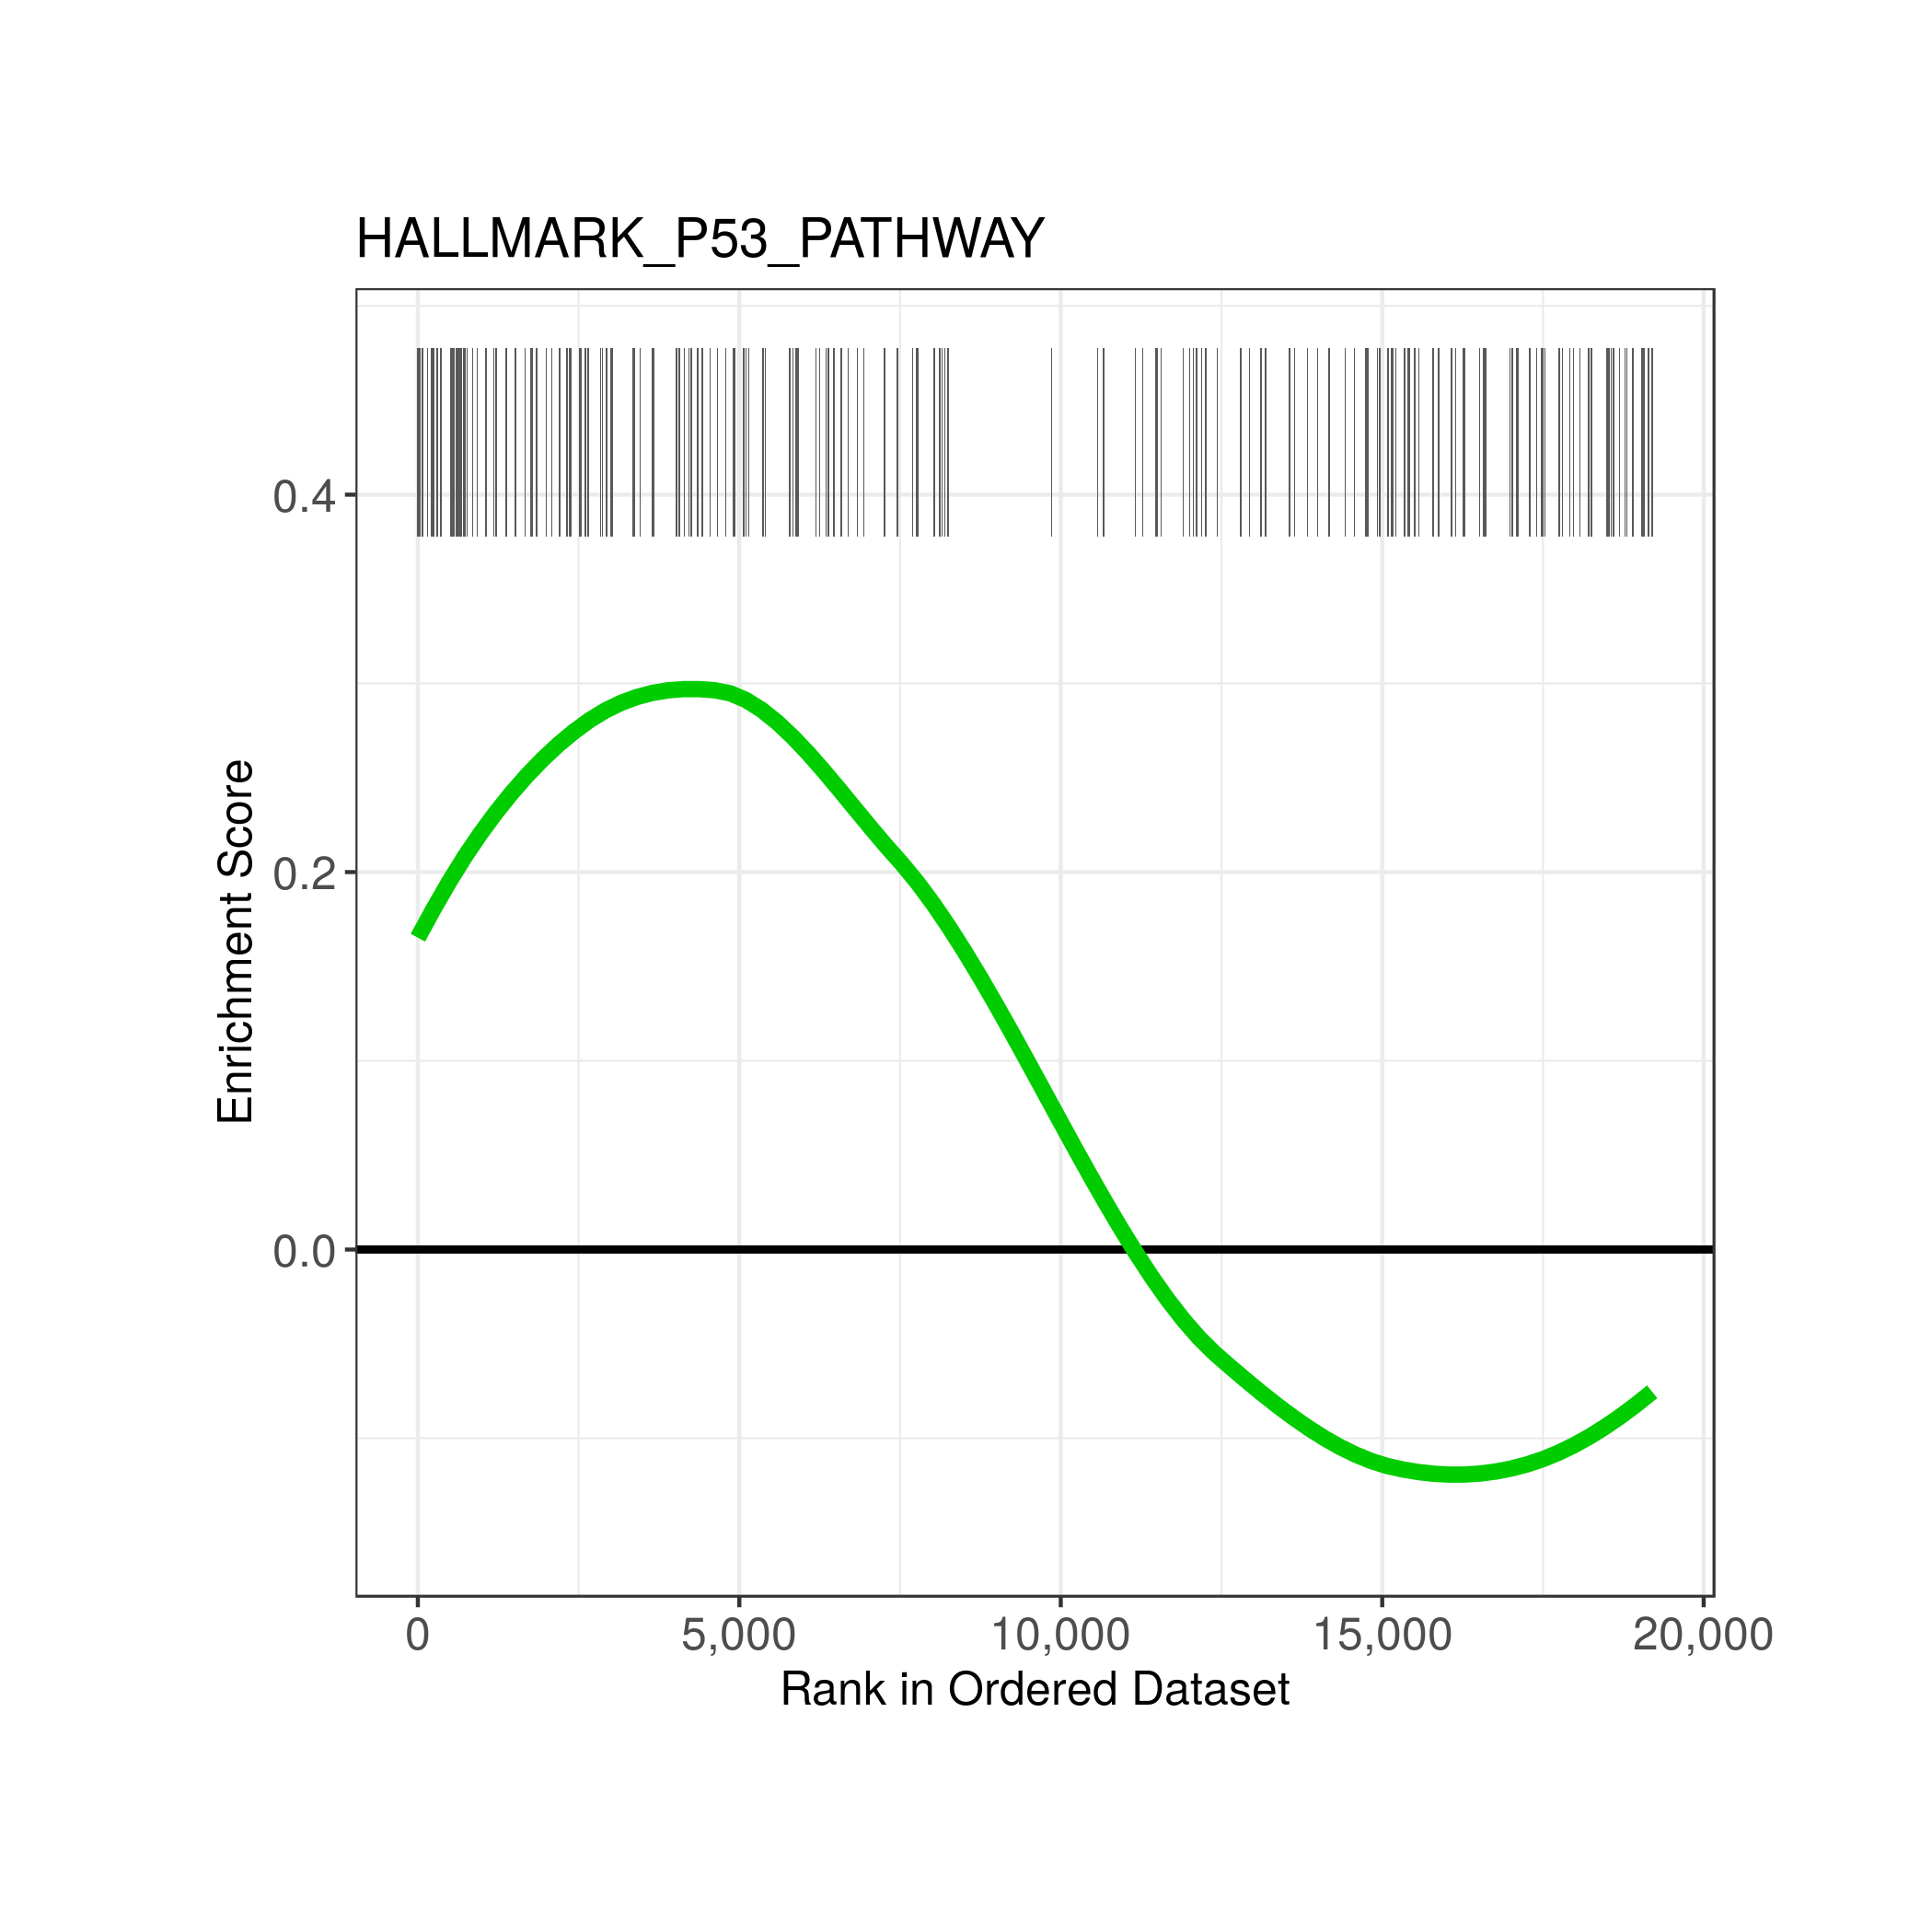 HALLMARK_P53_PATHWAY
Enrichment Score
0.4
0.2
0.0
0 5,000 10,000 15,000 20,000
Rank in Ordered Dataset